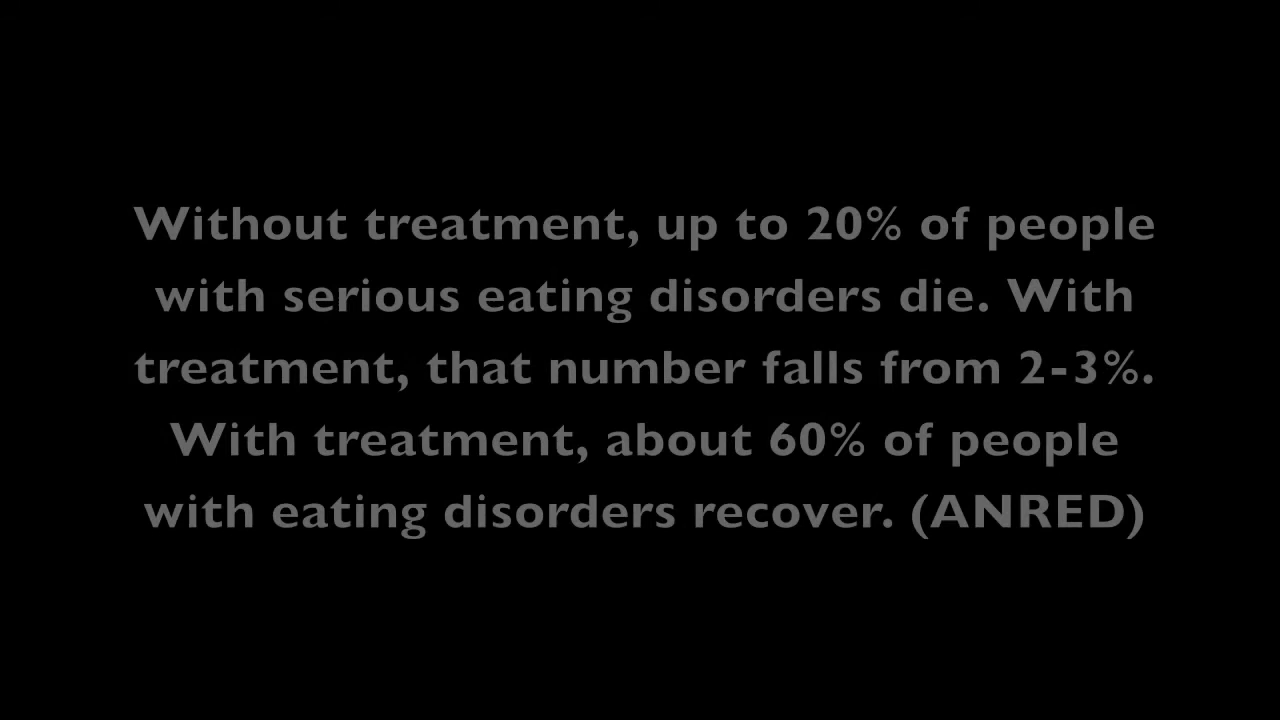 Without treatment, up to 20% of people
with serious eating disorders die. With
treatment, that number falls from 2-3%.
With treatment, about 60% of people
with eating disorders recover. (ANRED)